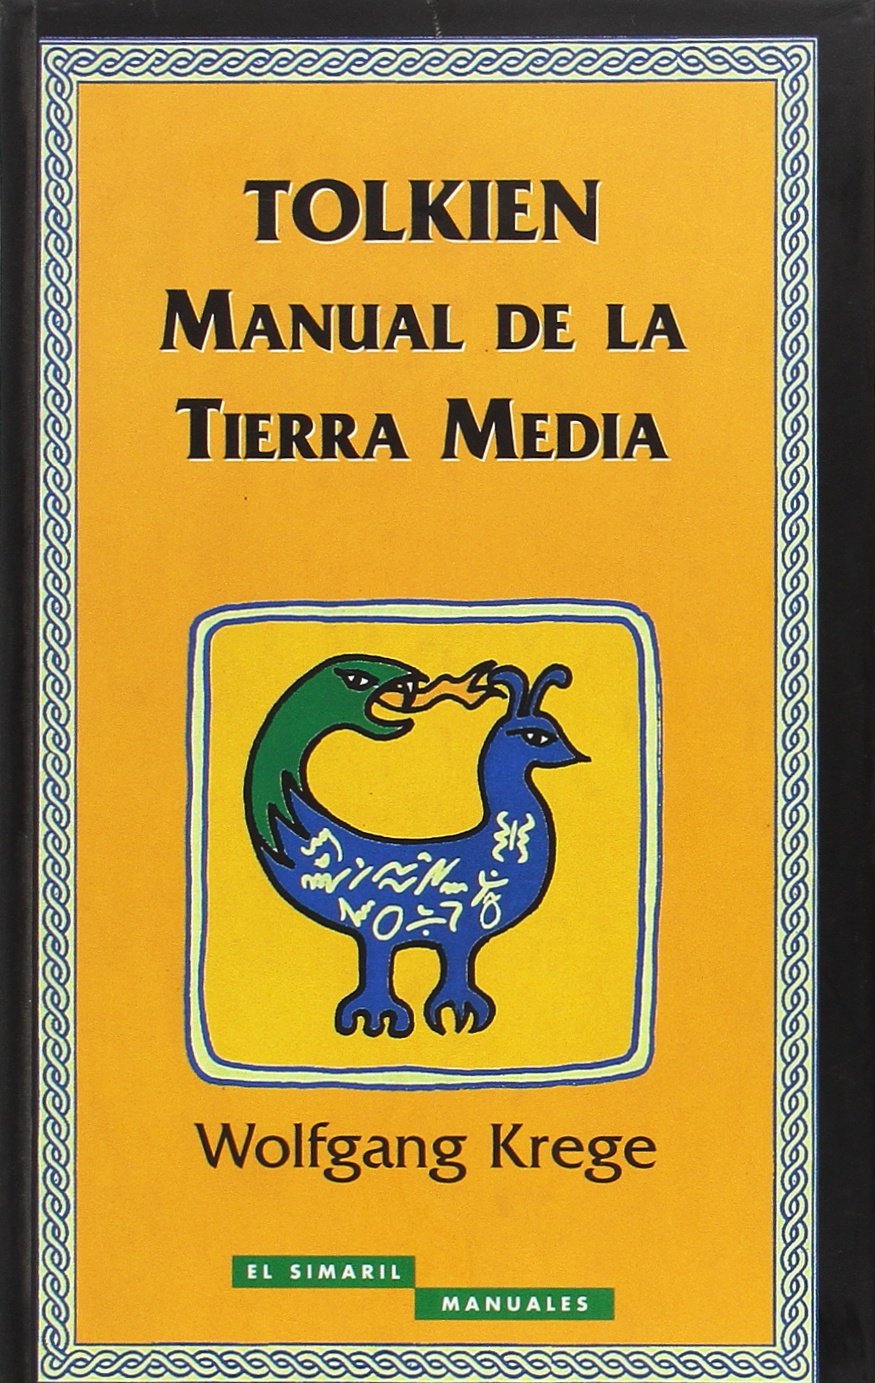 TOLKIEN
MANUAL DE LA
TIERRA MEDIA
Wolfgang Krege
EL SIMARIL
MANUALES